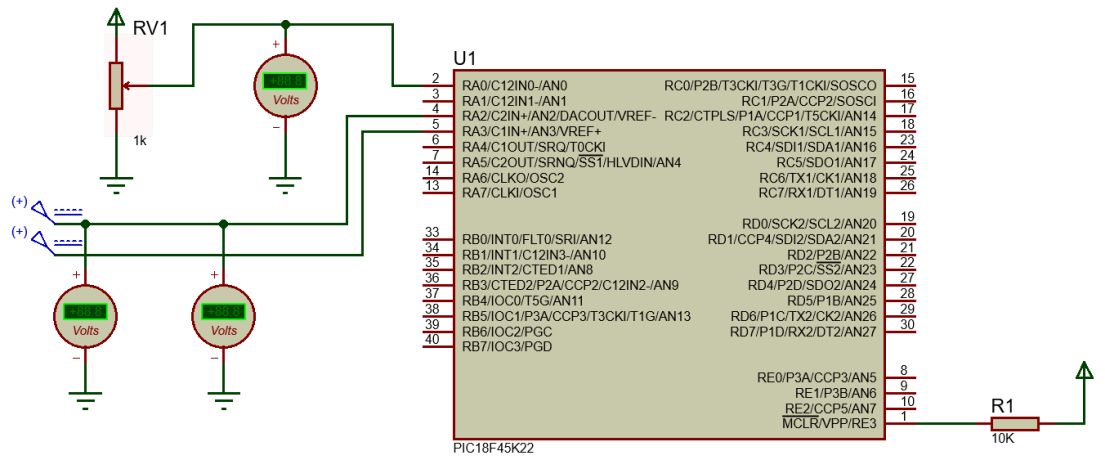 RV1
1k
+88.8
Volts
(+)
(+)
+88.8
Volts
+88.8
Volts
U1
2 RA0/C12IN0-/AN0
3 RA1/C12IN1-/AN1
4 RA2/C2IN+/AN2/DACOUT/VREF-
5 RA3/C1IN+/AN3/VREF+
6 RA4/C1OUT/SRQ/T0CKI
7 RA5/C2OUT/SRNQ/SS1/HLVDIN/AN4
14 RA6/CLKO/OSC2
13 RA7/CLKI/OSC1
33 RB0/INT0/FLT0/SRI/AN12
34 RB1/INT1/C12IN3-/AN10
35 RB2/INT2/CTED1/AN8
36 RB3/CTED2/P2A/CCP2/C12IN2-/AN9
37 RB4/IOC0/T5G/AN11
38 RB5/IOC1/P3A/CCP3/T3CKI/T1G/AN13
39 RB6/IOC2/PGC
40 RB7/IOC3/PGD
RC0/P2B/T3CKI/T3G/T1CKI/SOSCO 15
RC1/P2A/CCP2/SOSCI 16
RC2/CTPLS/P1A/CCP1/T5CKI/AN14 17
RC3/SCK1/SCL1/AN15 18
RC4/SDI1/SDA1/AN16 23
RC5/SDO1/AN17 24
RC6/TX1/CK1/AN18 25
RC7/RX1/DT1/AN19 26
RD0/SCK2/SCL2/AN20 19
RD1/CCP4/SDI2/SDA2/AN21 20
RD2/P2B/AN22 21
RD3/P2C/SS2/AN23 22
RD4/P2D/SDO2/AN24 27
RD5/P1B/AN25 28
RD6/P1C/TX2/CK2/AN26 29
RD7/P1D/RX2/DT2/AN27 30
RE0/P3A/CCP3/AN5 8
RE1/P3B/AN6 9
RE2/CCP5/AN7 10
MCLR/VPP/RE3 1
PIC18F45K22
R1
10K